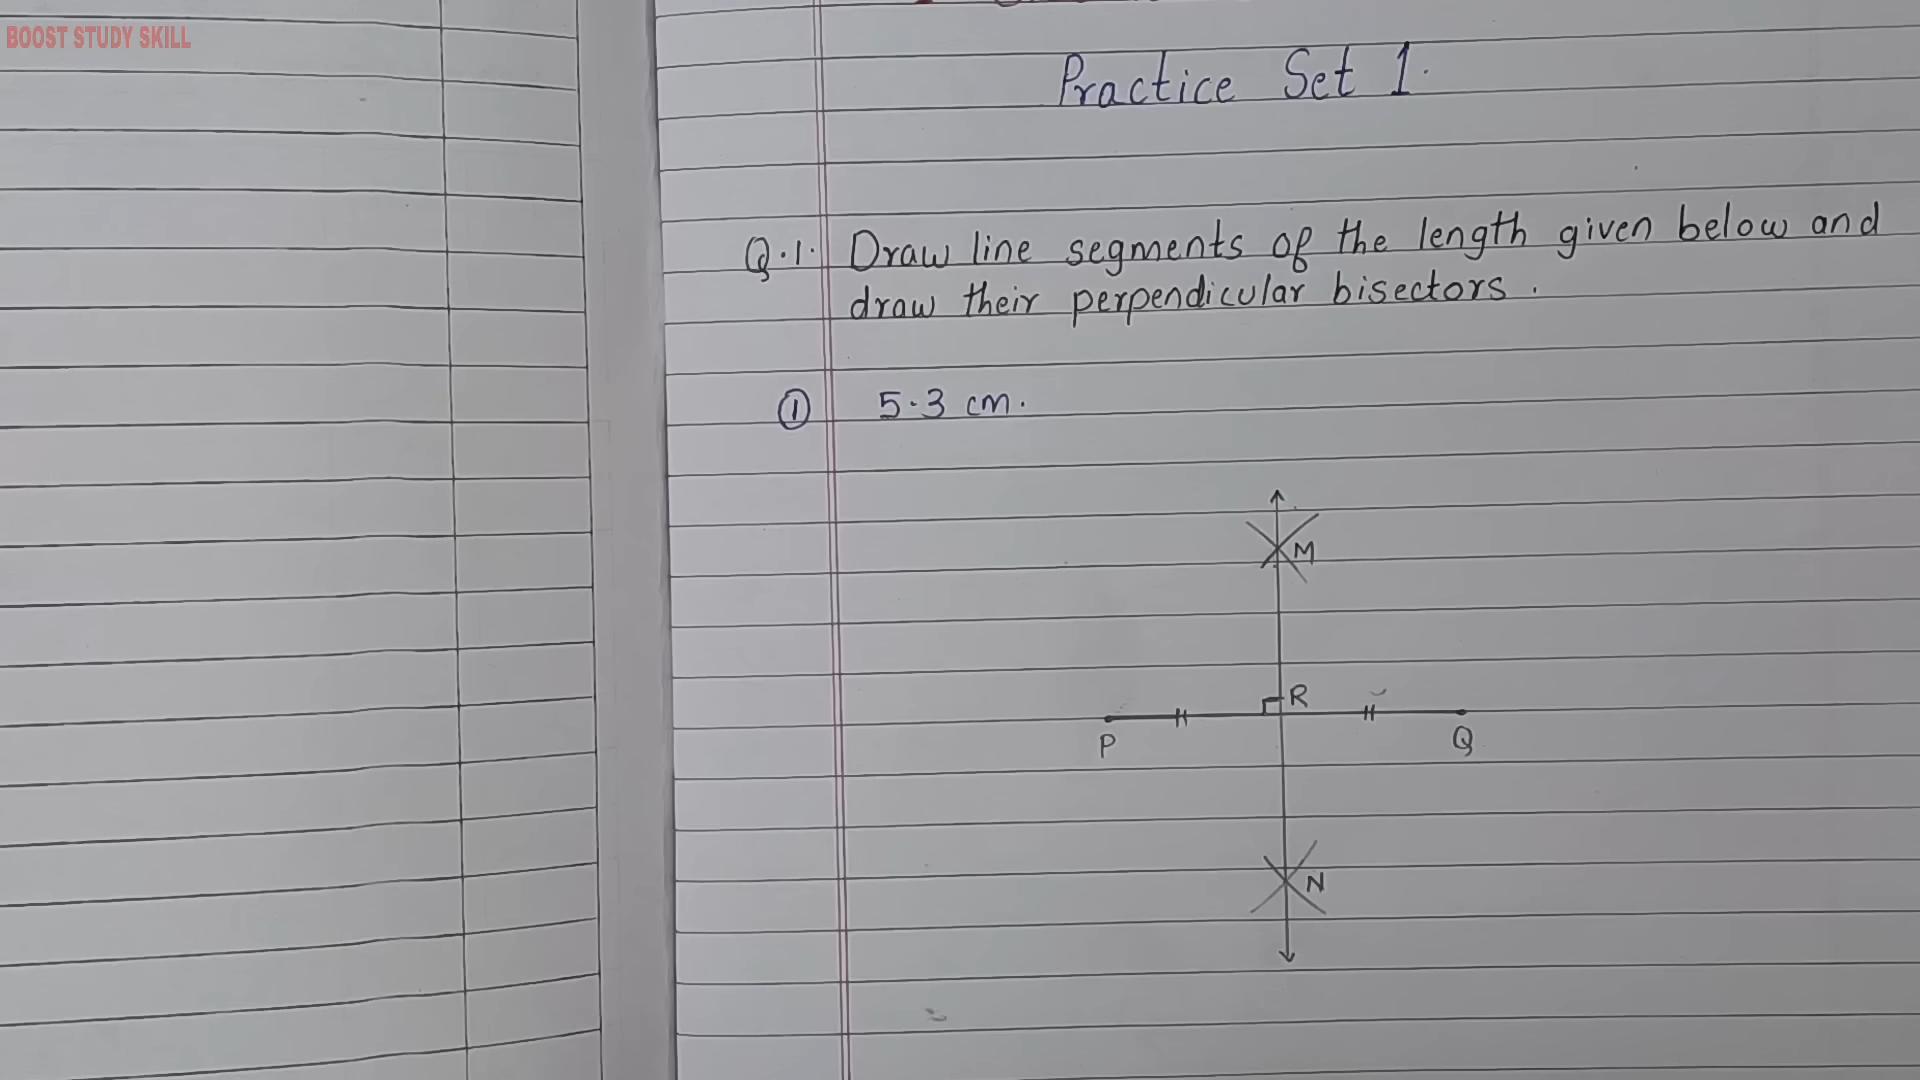 BOOST STUDY SKILL
Practice Set 1.
Q.1. Draw line segments of the length given below and
draw their perpendicular bisectors.
① 5.3 cm.
M
R
P
Q
N